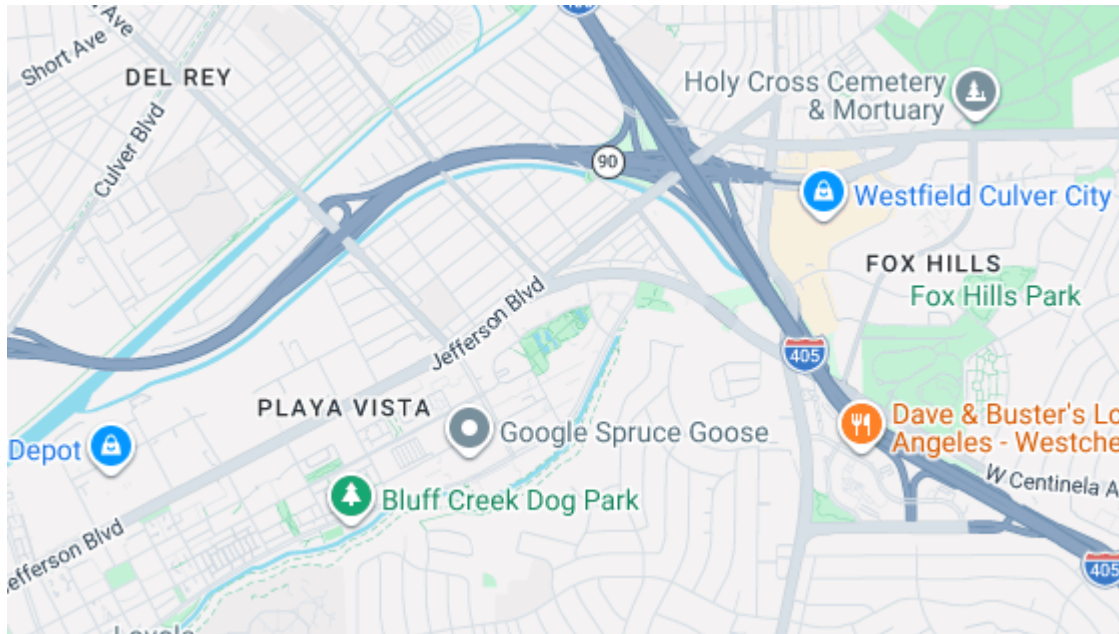 Short Ave
DEL REY
Culver Blvd
Holy Cross Cemetery
& Mortuary
90
Westfield Culver City
FOX HILLS
Fox Hills Park
Jefferson Blvd
405
PLAYA VISTA
Google Spruce Goose
Dave & Buster's Lo
Angeles - Westche
Depot
W Centinela A
Bluff Creek Dog Park
Jefferson Blvd
405